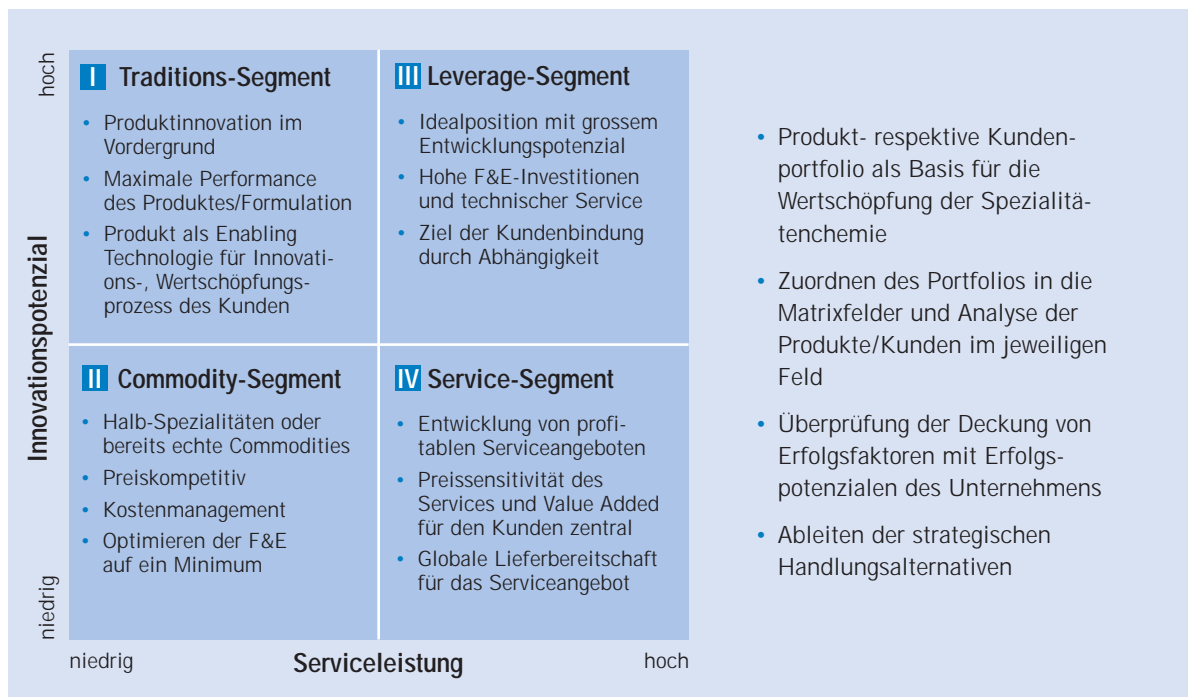 hoch
Innovationspotenzial
niedrig
I Traditions-Segment
• Produktinnovation im
Vordergrund
• Maximale Performance
des Produktes/Formulation
• Produkt als Enabling
Technologie für Innovati-
ons-, Wertschöpfungs-
prozess des Kunden
III Leverage-Segment
• Idealposition mit grossem
Entwicklungspotenzial
• Hohe F&E-Investitionen
und technischer Service
• Ziel der Kundenbindung
durch Abhängigkeit
II Commodity-Segment
• Halb-Spezialitäten oder
bereits echte Commodities
• Preiskompetitiv
• Kostenmanagement
• Optimieren der F&E
auf ein Minimum
IV Service-Segment
• Entwicklung von profi-
tablen Serviceangeboten
• Preissensitivität des
Services und Value Added
für den Kunden zentral
• Globale Lieferbereitschaft
für das Serviceangebot
niedrig
Serviceleistung
hoch
• Produkt- respektive Kunden-
portfolio als Basis für die
Wertschöpfung der Spezialitä-
tenchemie
• Zuordnen des Portfolios in die
Matrixfelder und Analyse der
Produkte/Kunden im jeweiligen
Feld
• Überprüfung der Deckung von
Erfolgsfaktoren mit Erfolgs-
potenzialen des Unternehmens
• Ableiten der strategischen
Handlungsalternativen